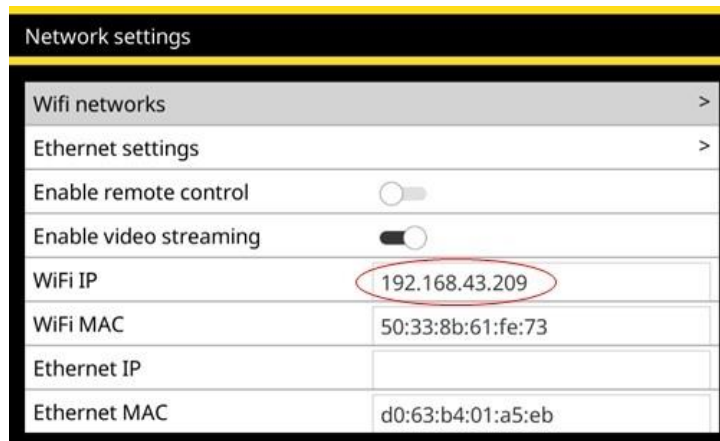 Network settings
Wifi networks >
Ethernet settings >
Enable remote control
Enable video streaming
WiFi IP 192.168.43.209
WiFi MAC 50:33:8b:61:fe:73
Ethernet IP
Ethernet MAC d0:63:b4:01:a5:eb